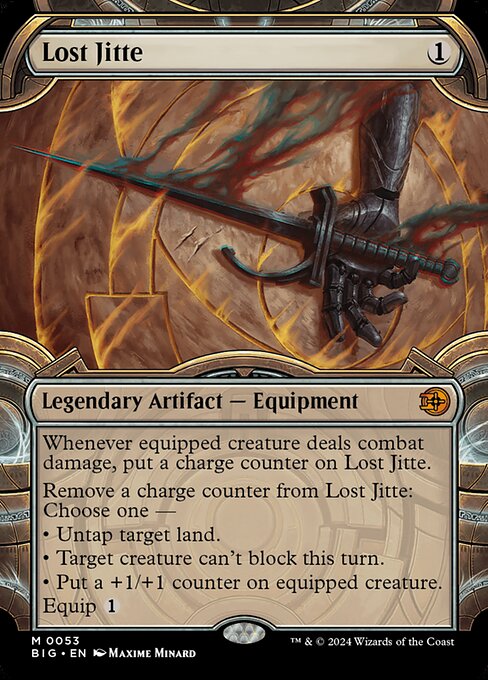 Lost Jitte 1
Legendary Artifact — Equipment
Whenever equipped creature deals combat
damage, put a charge counter on Lost Jitte.
Remove a charge counter from Lost Jitte:
Choose one —
• Untap target land.
• Target creature can't block this turn.
• Put a +1/+1 counter on equipped creature.
Equip 1
M 0053
BIG • EN Maxime Minard
™ & © 2024 Wizards of the Coast